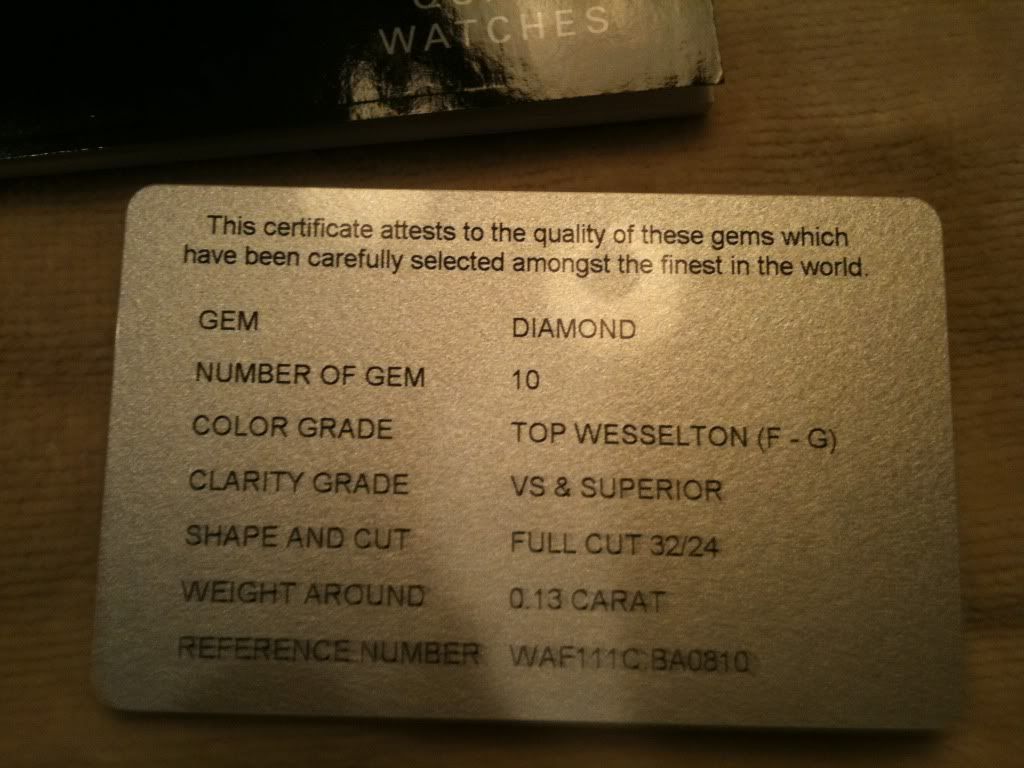 WATCHES
This certificate attests to the quality of these gems which
have been carefully selected amongst the finest in the world.
GEM DIAMOND
NUMBER OF GEM 10
COLOR GRADE TOP WESSELTON (F - G)
CLARITY GRADE VS & SUPERIOR
SHAPE AND CUT FULL CUT 32/24
WEIGHT AROUND 0.13 CARAT
REFERENCE NUMBER WAF111C.BA0810